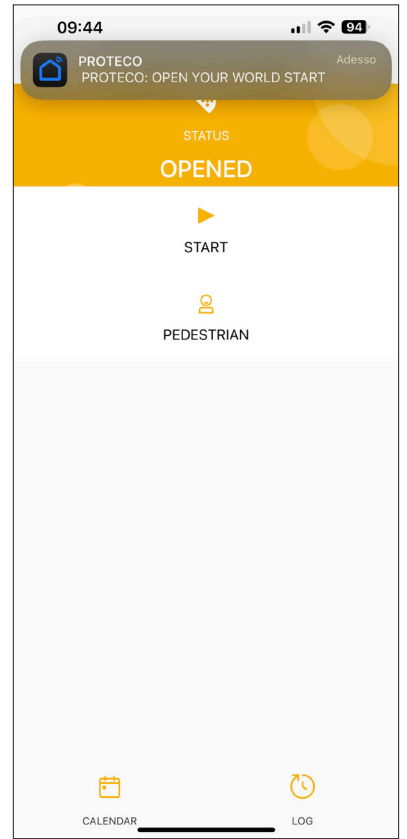 09:44
94
PROTECO
Adesso
PROTECO: OPEN YOUR WORLD START
STATUS
OPENED
START
PEDESTRIAN
CALENDAR
LOG